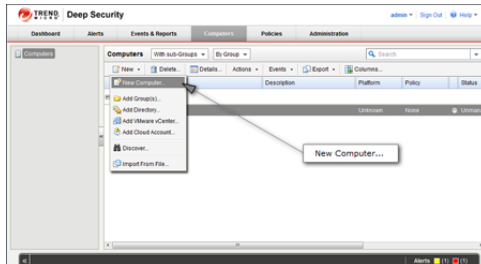 TREND MICRO Deep Security
admin Sign Out Help
Dashboard Alerts Events & Reports Computers Policies Administration
Computers
Computers With sub-Groups By Group Search
New Delete... Details... Actions Events Export Columns...
Description Platform Policy Status
New Computer...
Add Group(s)...
Unknown None Unman
Add Directory...
Add VMware vCenter...
Add Cloud Account...
Discover...
New Computer...
Import From File...
Alerts (1) (1)